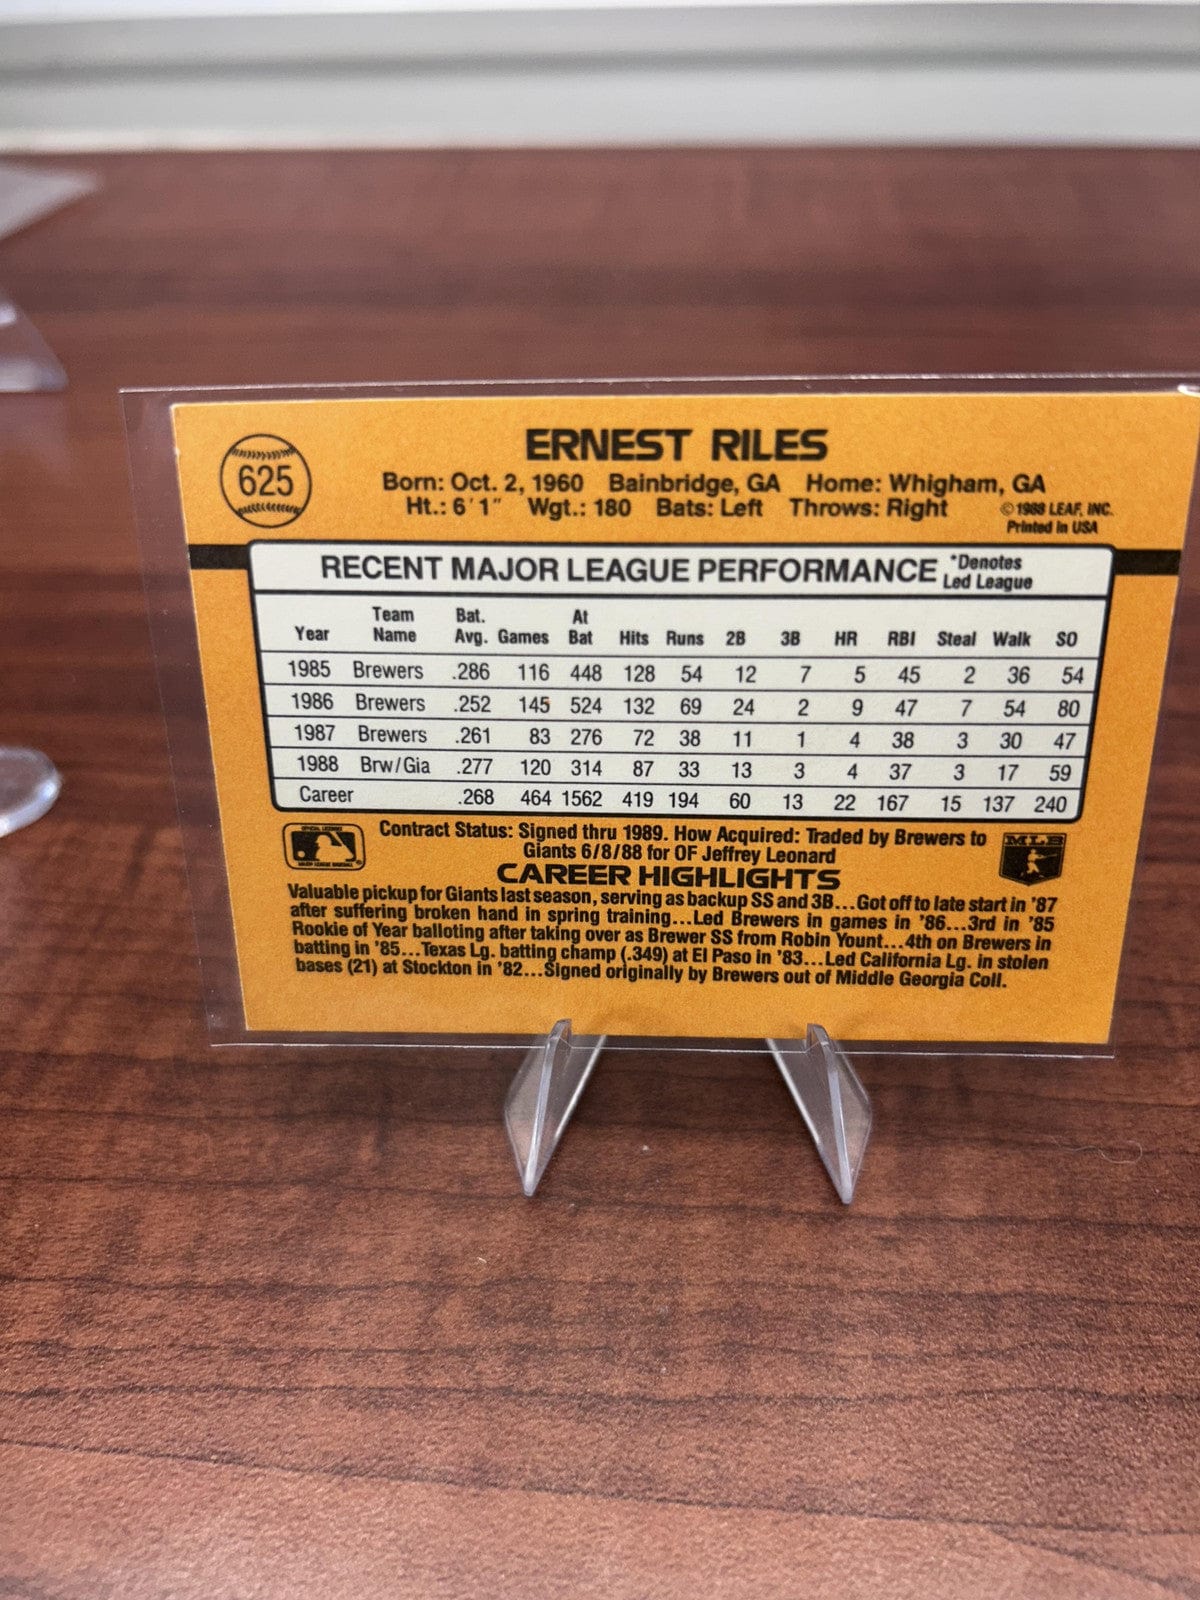 625
ERNEST RILES
Born: Oct. 2, 1960 Bainbridge, GA Home: Whigham, GA
Ht.: 6'1" Wgt.: 180 Bats: Left Throws: Right
©1988 LEAF, INC.
Printed in USA
RECENT MAJOR LEAGUE PERFORMANCE *Denotes
Led League
Year Team Name Bat. Avg. Games At Bat Hits Runs 2B 3B HR RBI Steal Walk SO
1985 Brewers .286 116 448 128 54 12 7 5 45 2 36 54
1986 Brewers .252 145 524 132 69 24 2 9 47 7 54 80
1987 Brewers .261 83 276 72 38 11 1 4 38 3 30 47
1988 Brw/Gia .277 120 314 87 33 13 3 4 37 3 17 59
Career .268 464 1562 419 194 60 13 22 167 15 137 240
Contract Status: Signed thru 1989. How Acquired: Traded by Brewers to
Giants 6/8/88 for OF Jeffrey Leonard
MLB
CAREER HIGHLIGHTS
Valuable pickup for Giants last season, serving as backup SS and 3B...Got off to late start in '87
after suffering broken hand in spring training...Led Brewers in games in '86...3rd in '85
Rookie of Year balloting after taking over as Brewer SS from Robin Yount...4th on Brewers in
batting in '85...Texas Lg. batting champ (.349) at El Paso in '83...Led California Lg. in stolen
bases (21) at Stockton in '82...Signed originally by Brewers out of Middle Georgia Coll.